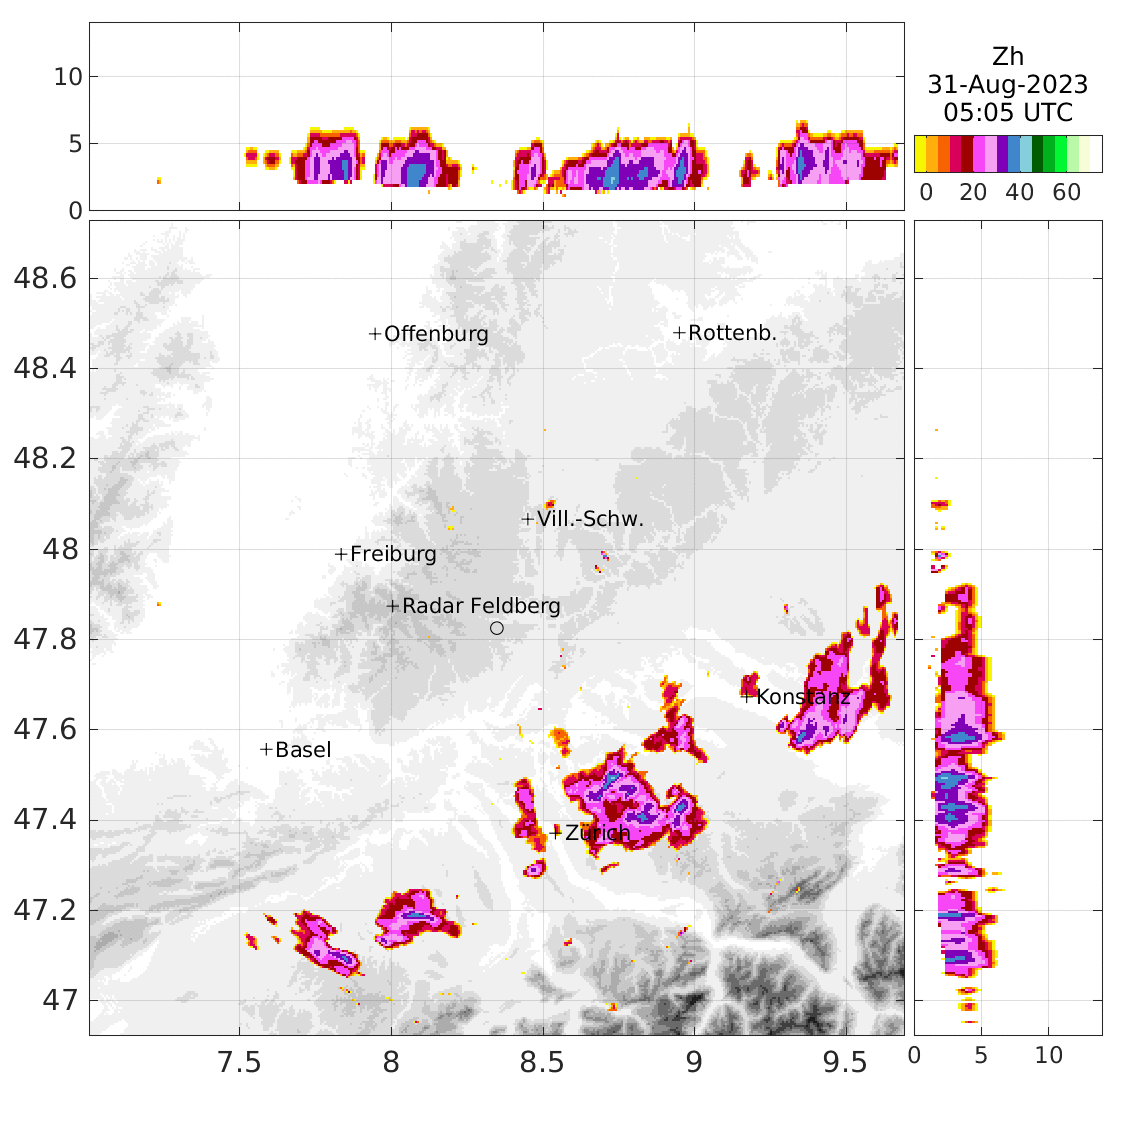 Zh
31-Aug-2023
05:05 UTC
10
5
0
0 20 40 60
48.6
48.4
48.2
48
47.8
47.6
47.4
47.2
47
+Offenburg
+Rottenb.
+Vill.-Schw.
+Freiburg
+Radar Feldberg
+Konstanz
+Basel
+Zürich
7.5 8 8.5 9 9.5
0 5 10